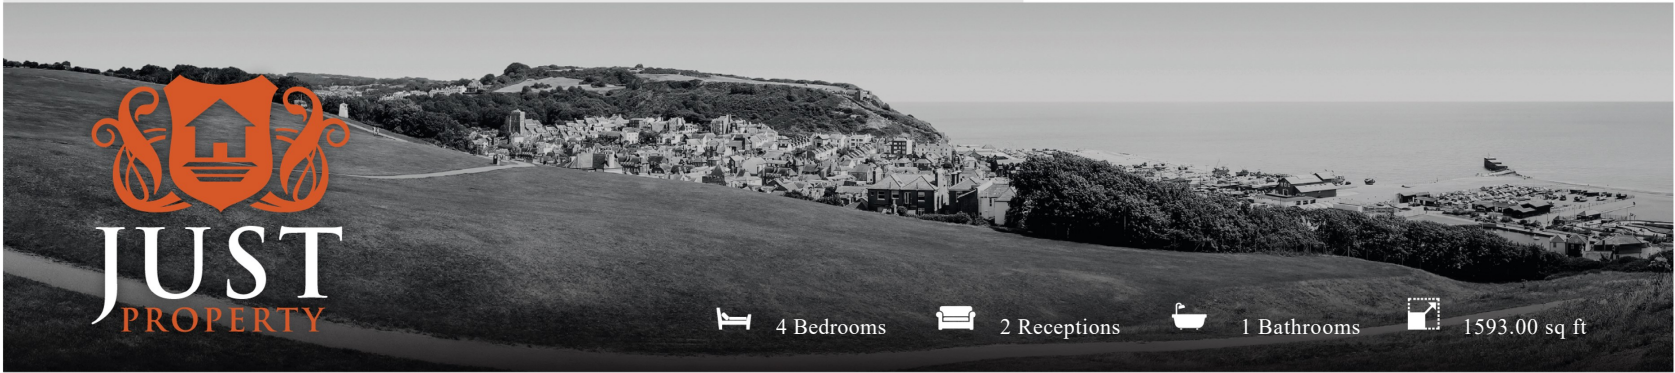 JUST
PROPERTY
4 Bedrooms
2 Receptions
1 Bathrooms
1593.00 sq ft